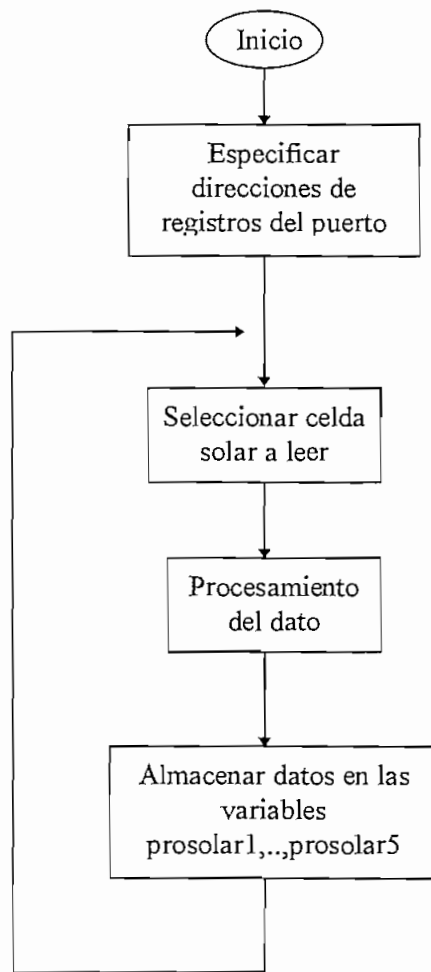 Inicio
Especificar
direcciones de
registros del puerto
Seleccionar celda
solar a leer
Procesamiento
del dato
Almacenar datos en las
variables
prosolar1,..,prosolar5